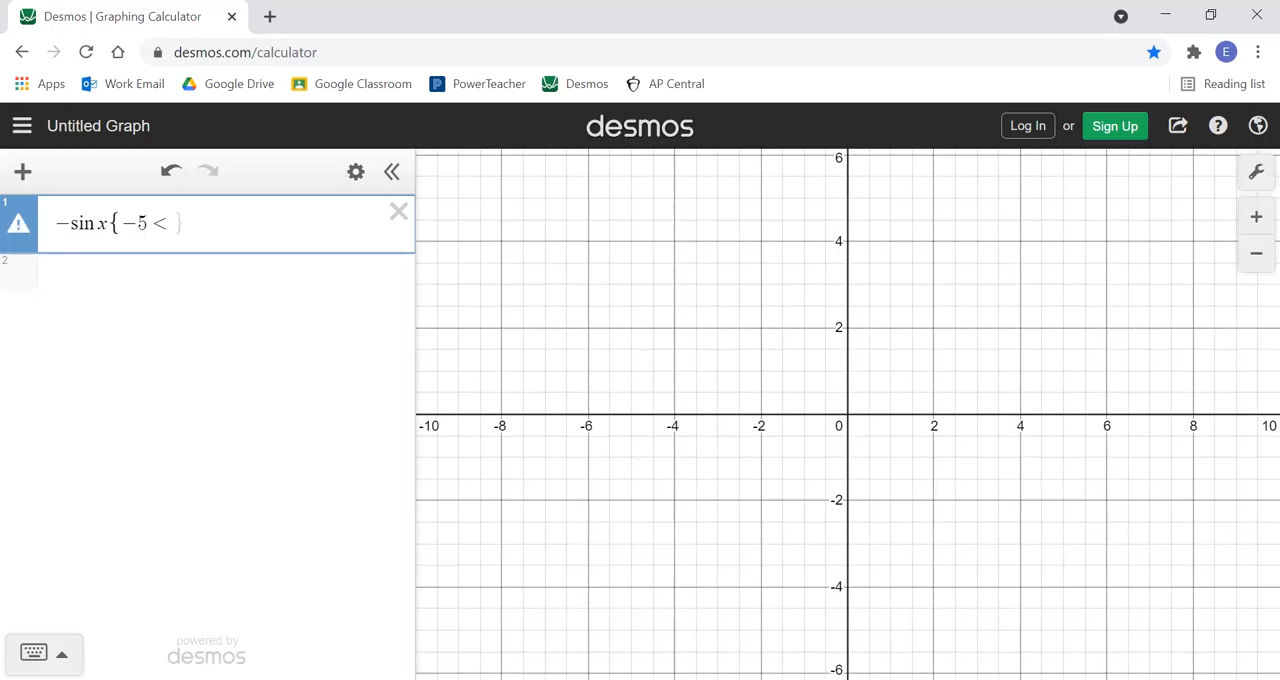 Desmos | Graphing Calculator
desmos.com/calculator
E
Apps Work Email Google Drive Google Classroom PowerTeacher Desmos AP Central Reading list
Untitled Graph desmos Log In or Sign Up ?
1
−sin x{−5 < }
2
6
4
2
-10 -8 -6 -4 -2 0 2 4 6 8 10
-2
-4
-6
powered by
desmos